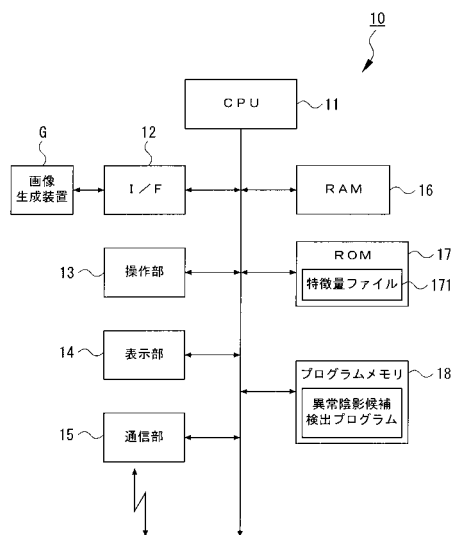 10
CPU
11
G
画像
生成装置
12
I/F
RAM
16
13
操作部
ROM
17
特徴量ファイル
171
14
表示部
プログラムメモリ
18
異常陰影候補
検出プログラム
15
通信部